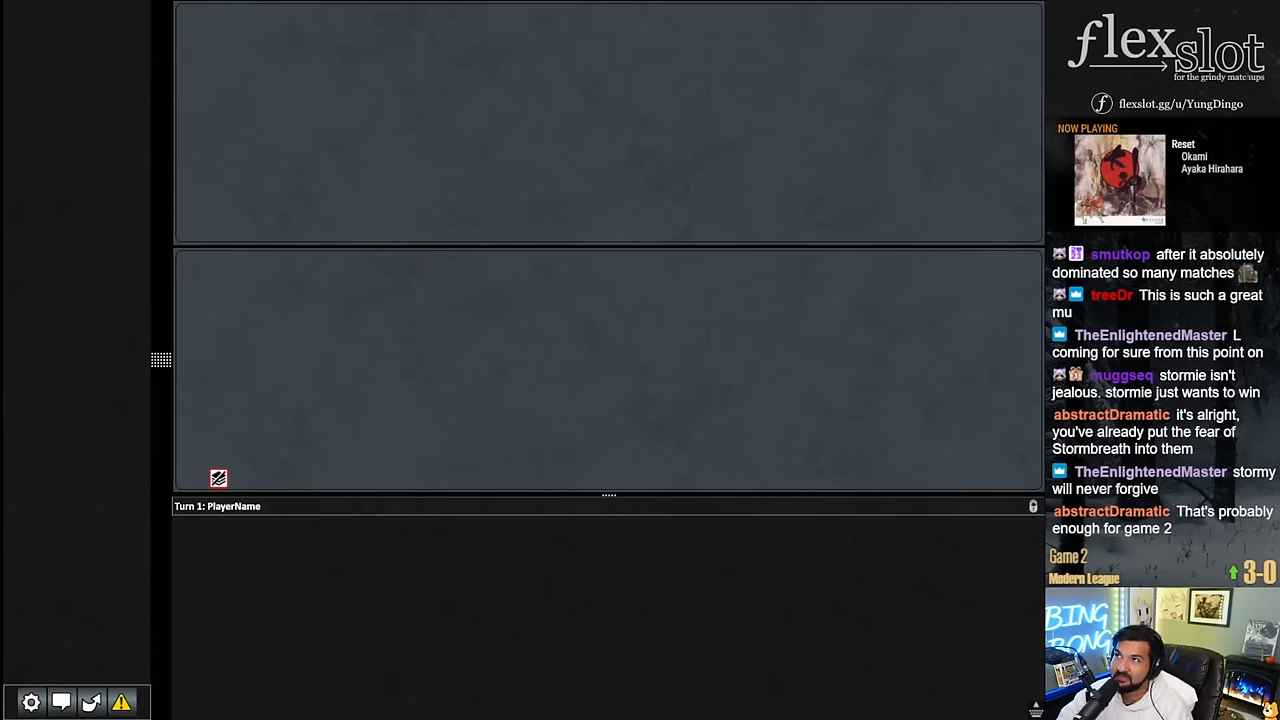 flexslot
for the grindy matchups
flexslot.gg/u/YungDingo
NOW PLAYING
Reset
Okami
Ayaka Hirahara
smutkop after it absolutely
dominated so many matches
treeDr This is such a great
mu
TheEnlightenedMaster L
coming for sure from this point on
muggseq stormie isn't
jealous. stormie just wants to win
abstractDramatic it's alright,
you've already put the fear of
Stormbreath into them
TheEnlightenedMaster stormy
will never forgive
abstractDramatic That's probably
enough for game 2
Turn 1: PlayerName
Game 2
Modern League
3-0
BING
BONG